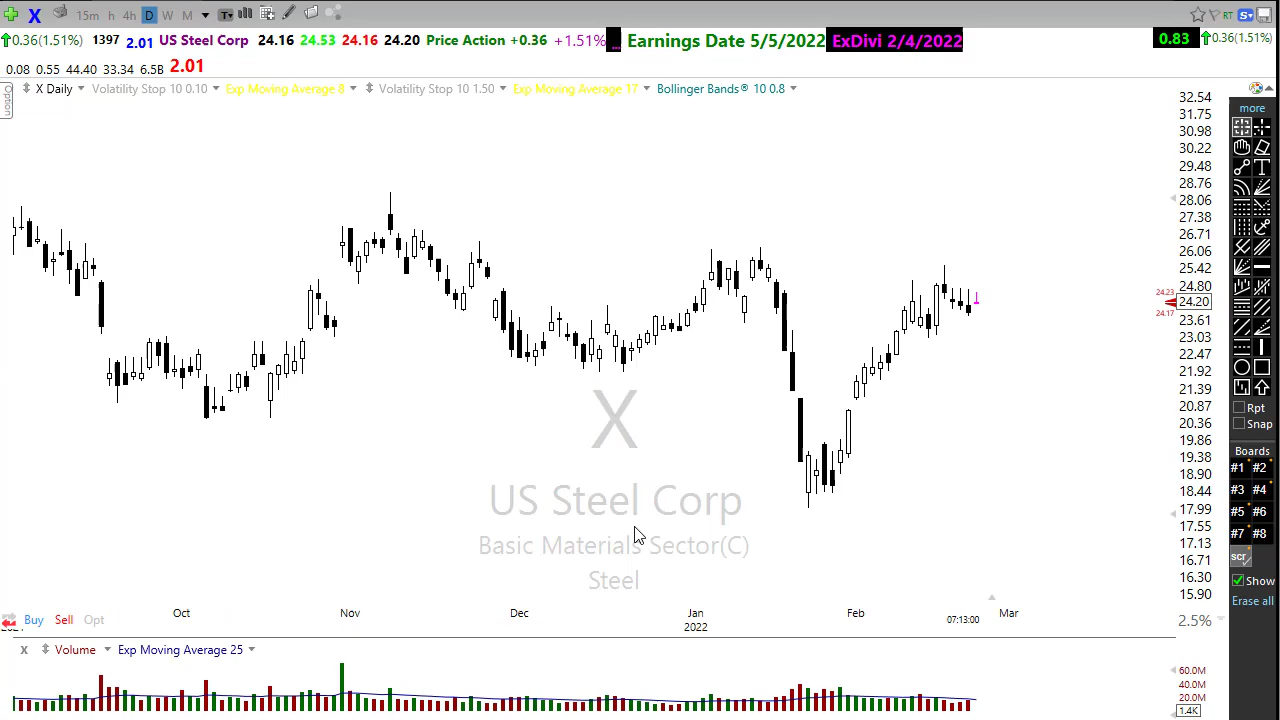 X 15m h 4h D W M T RT S
0.36(1.51%) 1397 2.01 US Steel Corp 24.16 24.53 24.16 24.20 Price Action +0.36 +1.51% ... Earnings Date 5/5/2022 ExDivi 2/4/2022 0.83 0.36(1.51%)
0.08 0.55 44.40 33.34 6.5B 2.01
Option
X Daily Volatility Stop 10 0.10 Exp Moving Average 8 Volatility Stop 10 1.50 Exp Moving Average 17 Bollinger Bands® 10 0.8
32.54
31.75
30.98
30.22
29.48
28.76
28.06
27.38
26.71
26.06
25.42
24.80
24.23
24.20
24.17
23.61
23.03
22.47
21.92
21.39
20.87
20.36
19.86
19.38
18.90
18.44
17.99
17.55
17.13
16.71
16.30
15.90
X
US Steel Corp
Basic Materials Sector(C)
Steel
more
T
Rpt
Snap
Boards
#1 #2
#3 #4
#5 #6
#7 #8
scr
Show
Erase all
Oct Nov Dec Jan Feb Mar
2022
07:13:00
Buy Sell Opt
2.5%
X Volume Exp Moving Average 25
60.0M
40.0M
20.0M
1.4K